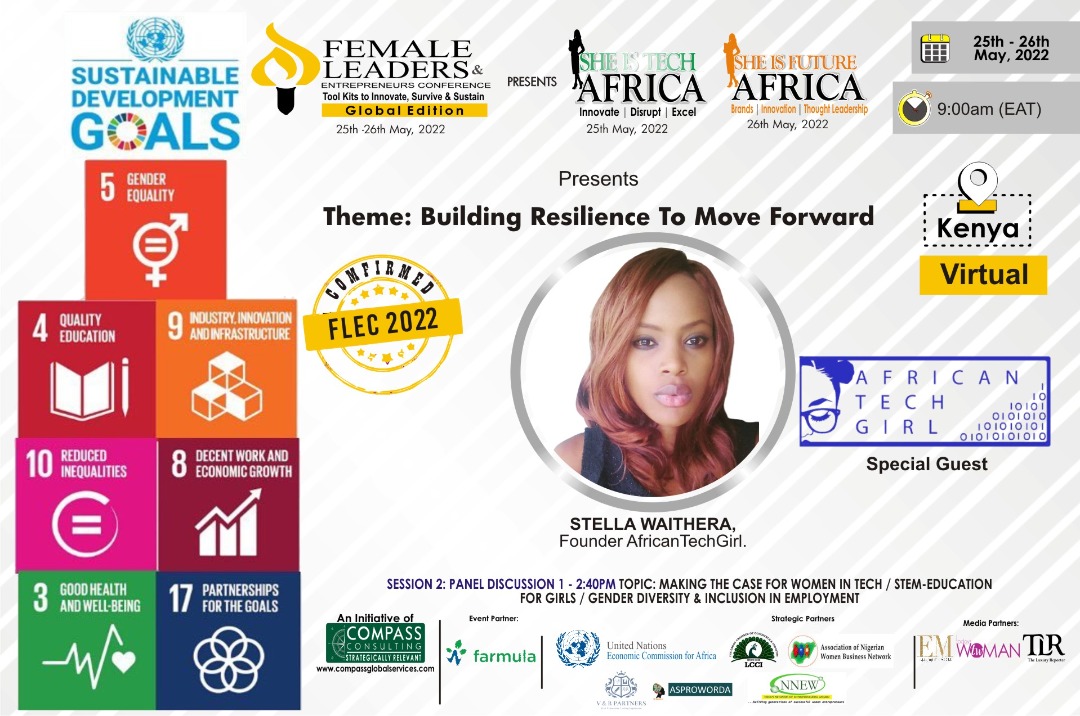 SUSTAINABLE
DEVELOPMENT
GOALS
FEMALE
LEADERS &
ENTREPRENEURS CONFERENCE
Tool Kits to Innovate, Survive & Sustain
Global Edition
25th -26th May, 2022
PRESENTS
SHE IS TECH
AFRICA
Innovate | Disrupt | Excel
25th May, 2022
SHE IS FUTURE
AFRICA
Brands | Innovation | Thought Leadership
26th May, 2022
25th - 26th
May, 2022
9:00am (EAT)
Presents
Theme: Building Resilience To Move Forward
Kenya
Virtual
5 GENDER
EQUALITY
4 QUALITY
EDUCATION
9 INDUSTRY, INNOVATION
AND INFRASTRUCTURE
10 REDUCED
INEQUALITIES
8 DECENT WORK AND
ECONOMIC GROWTH
3 GOOD HEALTH
AND WELL-BEING
17 PARTNERSHIPS
FOR THE GOALS
CONFIRMED
FLEC 2022
AFRICAN
TECH
GIRL
1
10
10101
0101010
01010101010
Special Guest
STELLA WAITHERA,
Founder AfricanTechGirl.
SESSION 2: PANEL DISCUSSION 1 - 2:40PM TOPIC: MAKING THE CASE FOR WOMEN IN TECH / STEM-EDUCATION
FOR GIRLS / GENDER DIVERSITY & INCLUSION IN EMPLOYMENT
An Initiative of
COMPASS
CONSULTING
STRATEGICALLY RELEVANT
www.compassglobalservices.com
Event Partner:
farmula
Strategic Partners
United Nations
Economic Commission for Africa
LCCI
Association of Nigerian
Women Business Network
V & R PARTNERS
ASPROWORDA
NNEW
Media Partners:
EM
WOMAN
TLR
The Luxury Reporter